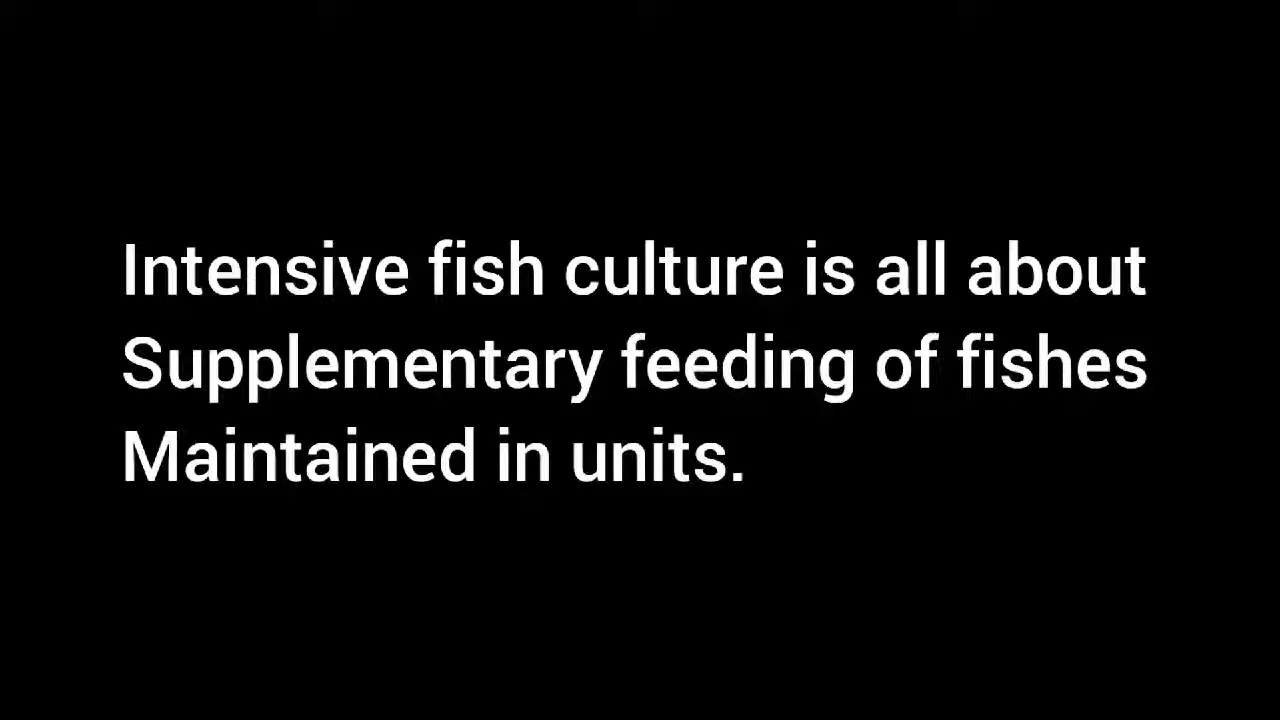 Intensive fish culture is all about
Supplementary feeding of fishes
Maintained in units.